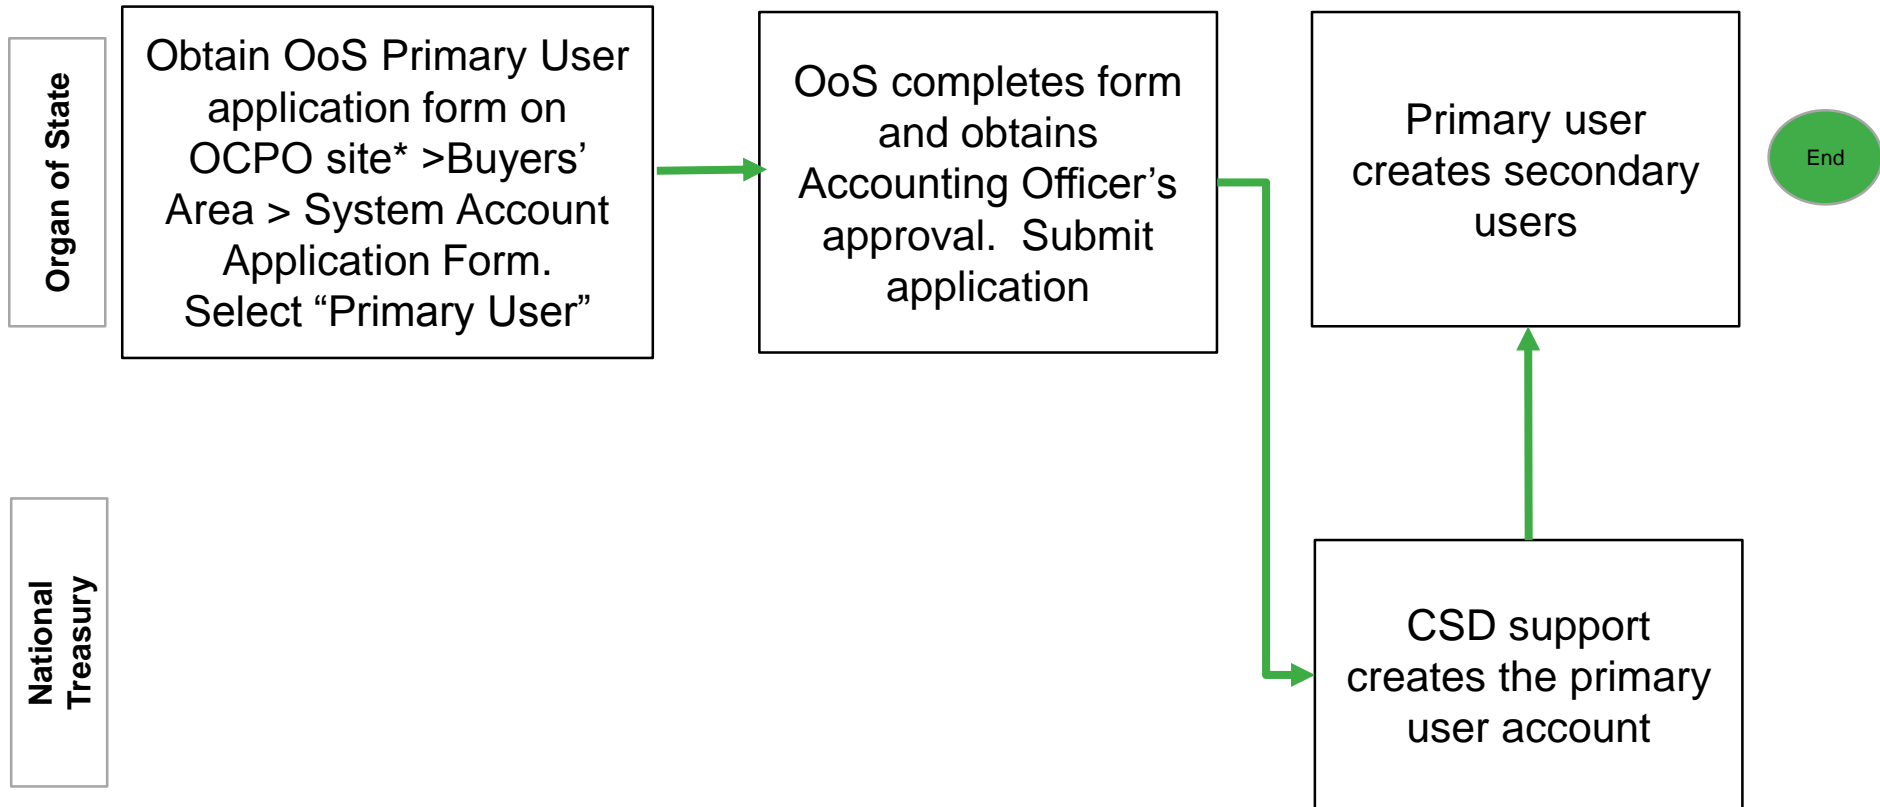 Organ of State
Obtain OoS Primary User
application form on
OCPO site* >Buyers’
Area > System Account
Application Form.
Select “Primary User”
OoS completes form
and obtains
Accounting Officer’s
approval.  Submit
application
Primary user
creates secondary
users
End
National
Treasury
CSD support
creates the primary
user account